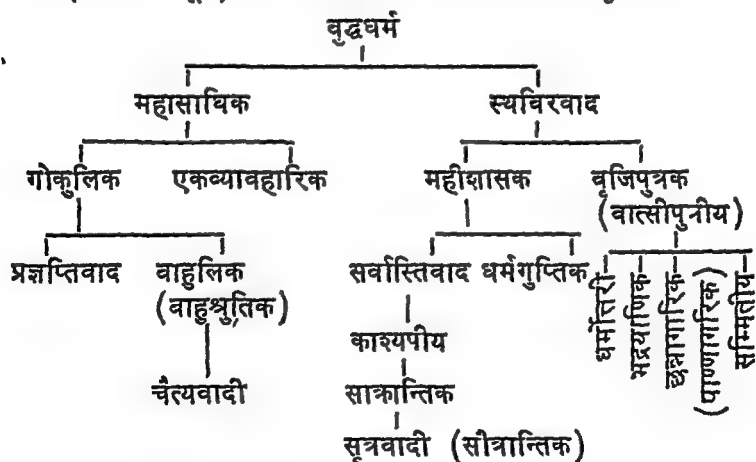 वुद्धधर्म
महासाघिक स्थविरवाद
गोकुलिक एकव्यावहारिक महीशासक वृजिपुत्रक
(वात्सीपुत्रीय)
प्रज्ञप्तिवाद वाहुलिक सर्वास्तिवाद धर्मगुप्तिक
(वाहुश्रुतिक)
धर्मोत्तरी
भद्रयाणिक
छन्नागारिक
(पाण्णागरिक)
सम्मितीय
काश्यपीय
चैत्यवादी साक्रान्तिक
सूत्रवादी (सौत्रान्तिक)